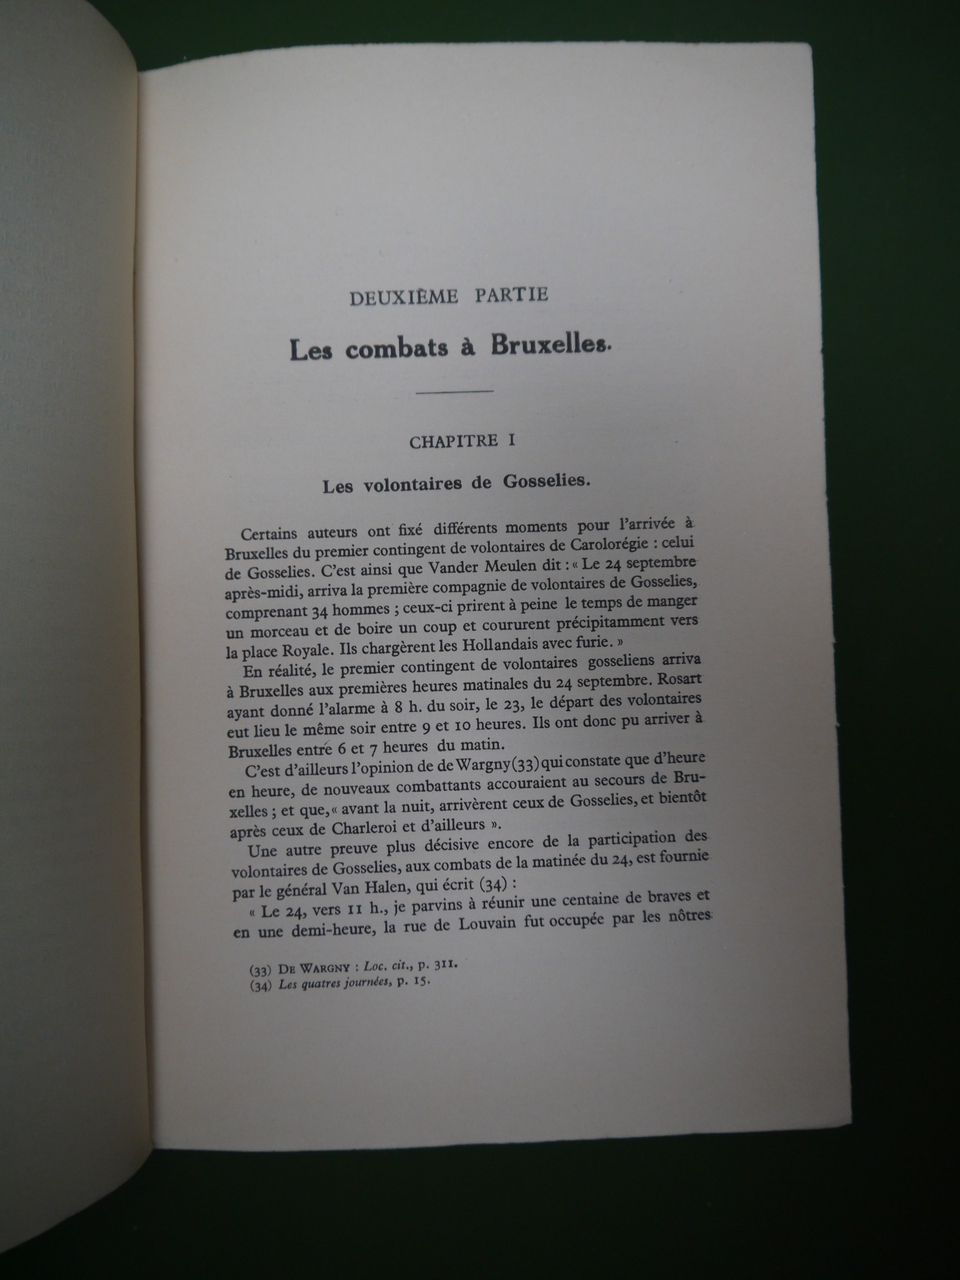 DEUXIÈME PARTIE
Les combats à Bruxelles.
CHAPITRE I
Les volontaires de Gosselies.
Certains auteurs ont fixé différents moments pour l'arrivée à
Bruxelles du premier contingent de volontaires de Carolorégie : celui
de Gosselies. C'est ainsi que Vander Meulen dit : « Le 24 septembre
après-midi, arriva la première compagnie de volontaires de Gosselies,
comprenant 34 hommes ; ceux-ci prirent à peine le temps de manger
un morceau et de boire un coup et coururent précipitamment vers
la place Royale. Ils chargèrent les Hollandais avec furie. »
En réalité, le premier contingent de volontaires gosseliens arriva
à Bruxelles aux premières heures matinales du 24 septembre. Rosart
ayant donné l'alarme à 8 h. du soir, le 23, le départ des volontaires
eut lieu le même soir entre 9 et 10 heures. Ils ont donc pu arriver à
Bruxelles entre 6 et 7 heures du matin.
C'est d'ailleurs l'opinion de de Wargny (33) qui constate que d'heure
en heure, de nouveaux combattants accouraient au secours de Bru-
xelles ; et que, « avant la nuit, arrivèrent ceux de Gosselies, et bientôt
après ceux de Charleroi et d'ailleurs ».
Une autre preuve plus décisive encore de la participation des
volontaires de Gosselies, aux combats de la matinée du 24, est fournie
par le général Van Halen, qui écrit (34) :
« Le 24, vers 11 h., je parvins à réunir une centaine de braves et
en une demi-heure, la rue de Louvain fut occupée par les nôtres
(33) DE WARGNY : Loc. cit., p. 311.
(34) Les quatres journées, p. 15.